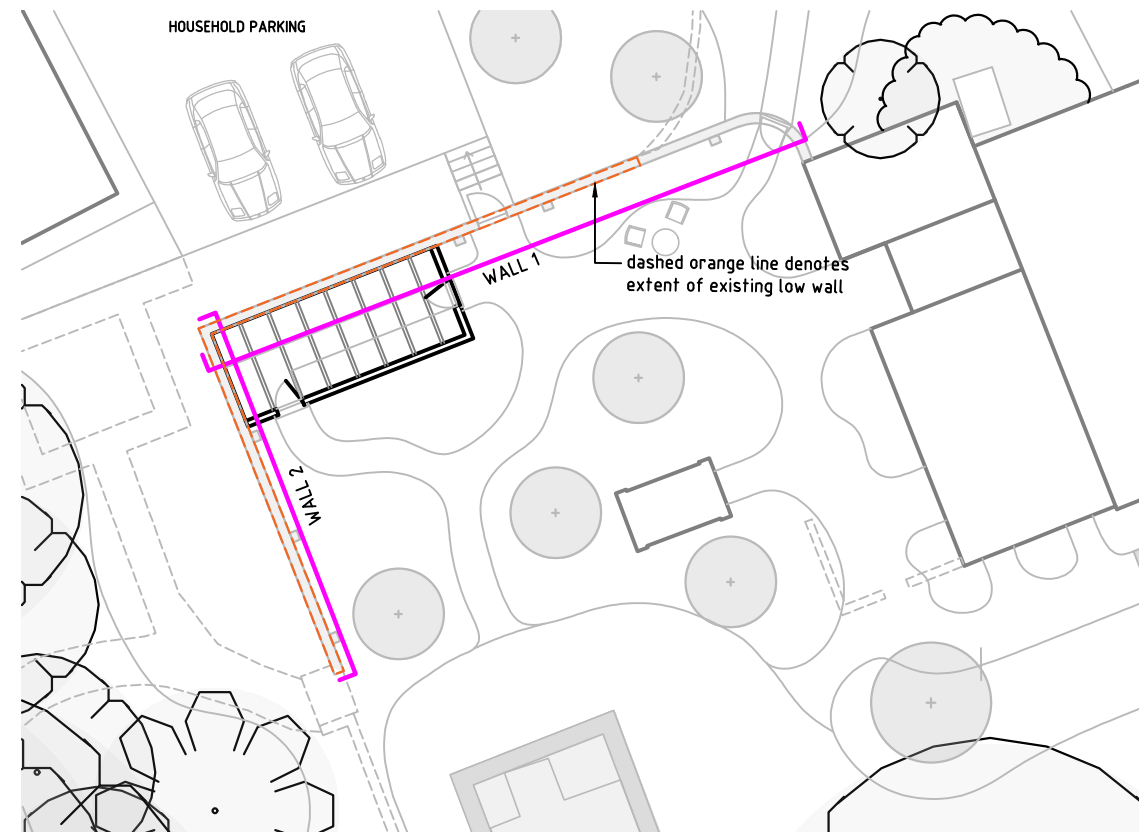 HOUSEHOLD PARKING
WALL 1
dashed orange line denotes
extent of existing low wall
WALL 2